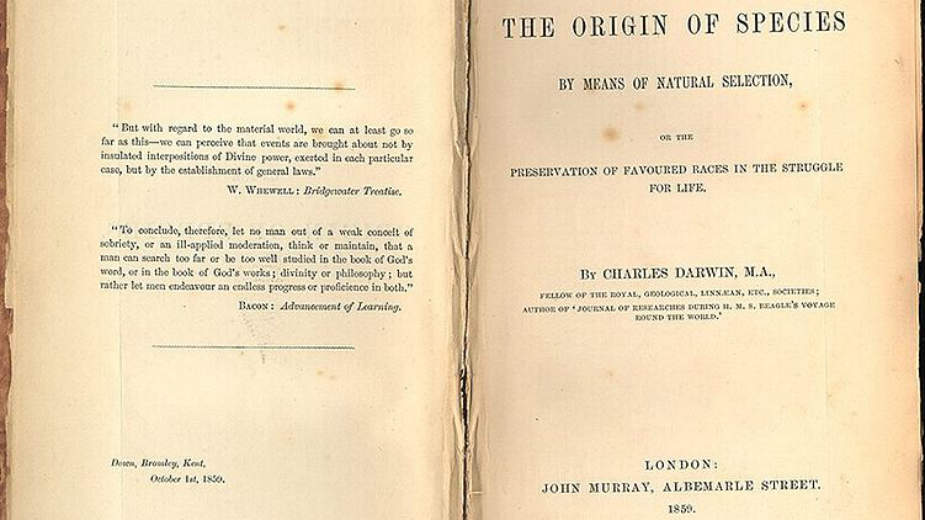 "But with regard to the material world, we can at least go so
far as this—we can perceive that events are brought about not by
insulated interpositions of Divine power, exerted in each particular
case, but by the establishment of general laws."
W. WHEWELL: Bridgewater Treatise.
"To conclude, therefore, let no man out of a weak conceit of
sobriety, or an ill-applied moderation, think or maintain, that a
man can search too far or be too well studied in the book of God's
word, or in the book of God's works; divinity or philosophy; but
rather let men endeavour an endless progress or proficience in both."
BACON: Advancement of Learning.
Down, Bromley, Kent,
October 1st, 1859.
THE ORIGIN OF SPECIES
BY MEANS OF NATURAL SELECTION,
OR THE
PRESERVATION OF FAVOURED RACES IN THE STRUGGLE
FOR LIFE.
BY CHARLES DARWIN, M.A.,
FELLOW OF THE ROYAL, GEOLOGICAL, LINNÆAN, ETC., SOCIETIES;
AUTHOR OF 'JOURNAL OF RESEARCHES DURING H. M. S. BEAGLE'S VOYAGE
ROUND THE WORLD.'
LONDON:
JOHN MURRAY, ALBEMARLE STREET.
1859.